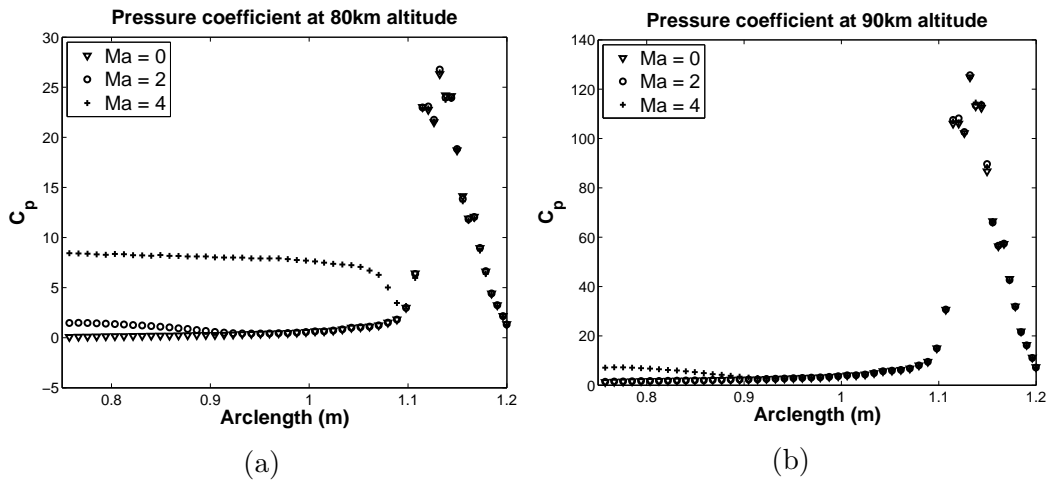 Pressure coefficient at 80km altitude
30
25
20
15
10
5
0
−5
C_p
Ma = 0
Ma = 2
Ma = 4
0.8
0.9
1
1.1
1.2
Arclength (m)
(a)
Pressure coefficient at 90km altitude
140
120
100
80
60
40
20
0
C_p
Ma = 0
Ma = 2
Ma = 4
0.8
0.9
1
1.1
1.2
Arclength (m)
(b)